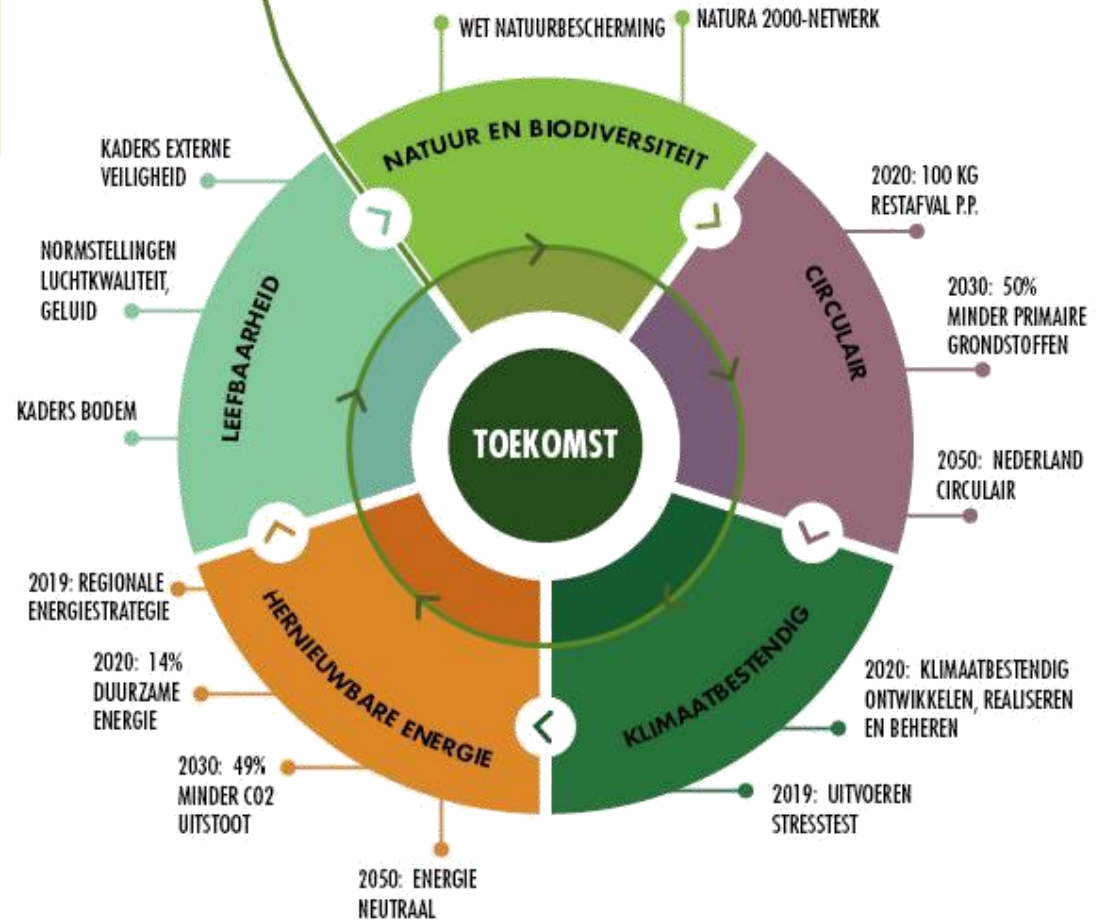 WET NATUURBESCHERMING
NATURA 2000-NETWERK
NATUUR EN BIODIVERSITEIT
KADERS EXTERNE
VEILIGHEID
NORMSTELLINGEN
LUCHTKWALITEIT,
GELUID
KADERS BODEM
LEEFBAARHEID
2020: 100 KG
RESTAFVAL P.P.
2030: 50%
MINDER PRIMAIRE
GRONDSTOFFEN
2050: NEDERLAND
CIRCULAIR
CIRCULAIR
TOEKOMST
2019: REGIONALE
ENERGIESTRATEGIE
2020: 14%
DUURZAME
ENERGIE
2030: 49%
MINDER CO2
UITSTOOT
2050: ENERGIE
NEUTRAAL
HERNIEUWBARE ENERGIE
KLIMAATBESTENDIG
2020: KLIMAATBESTENDIG
ONTWIKKELEN, REALISEREN
EN BEHEREN
2019: UITVOEREN
STRESSTEST